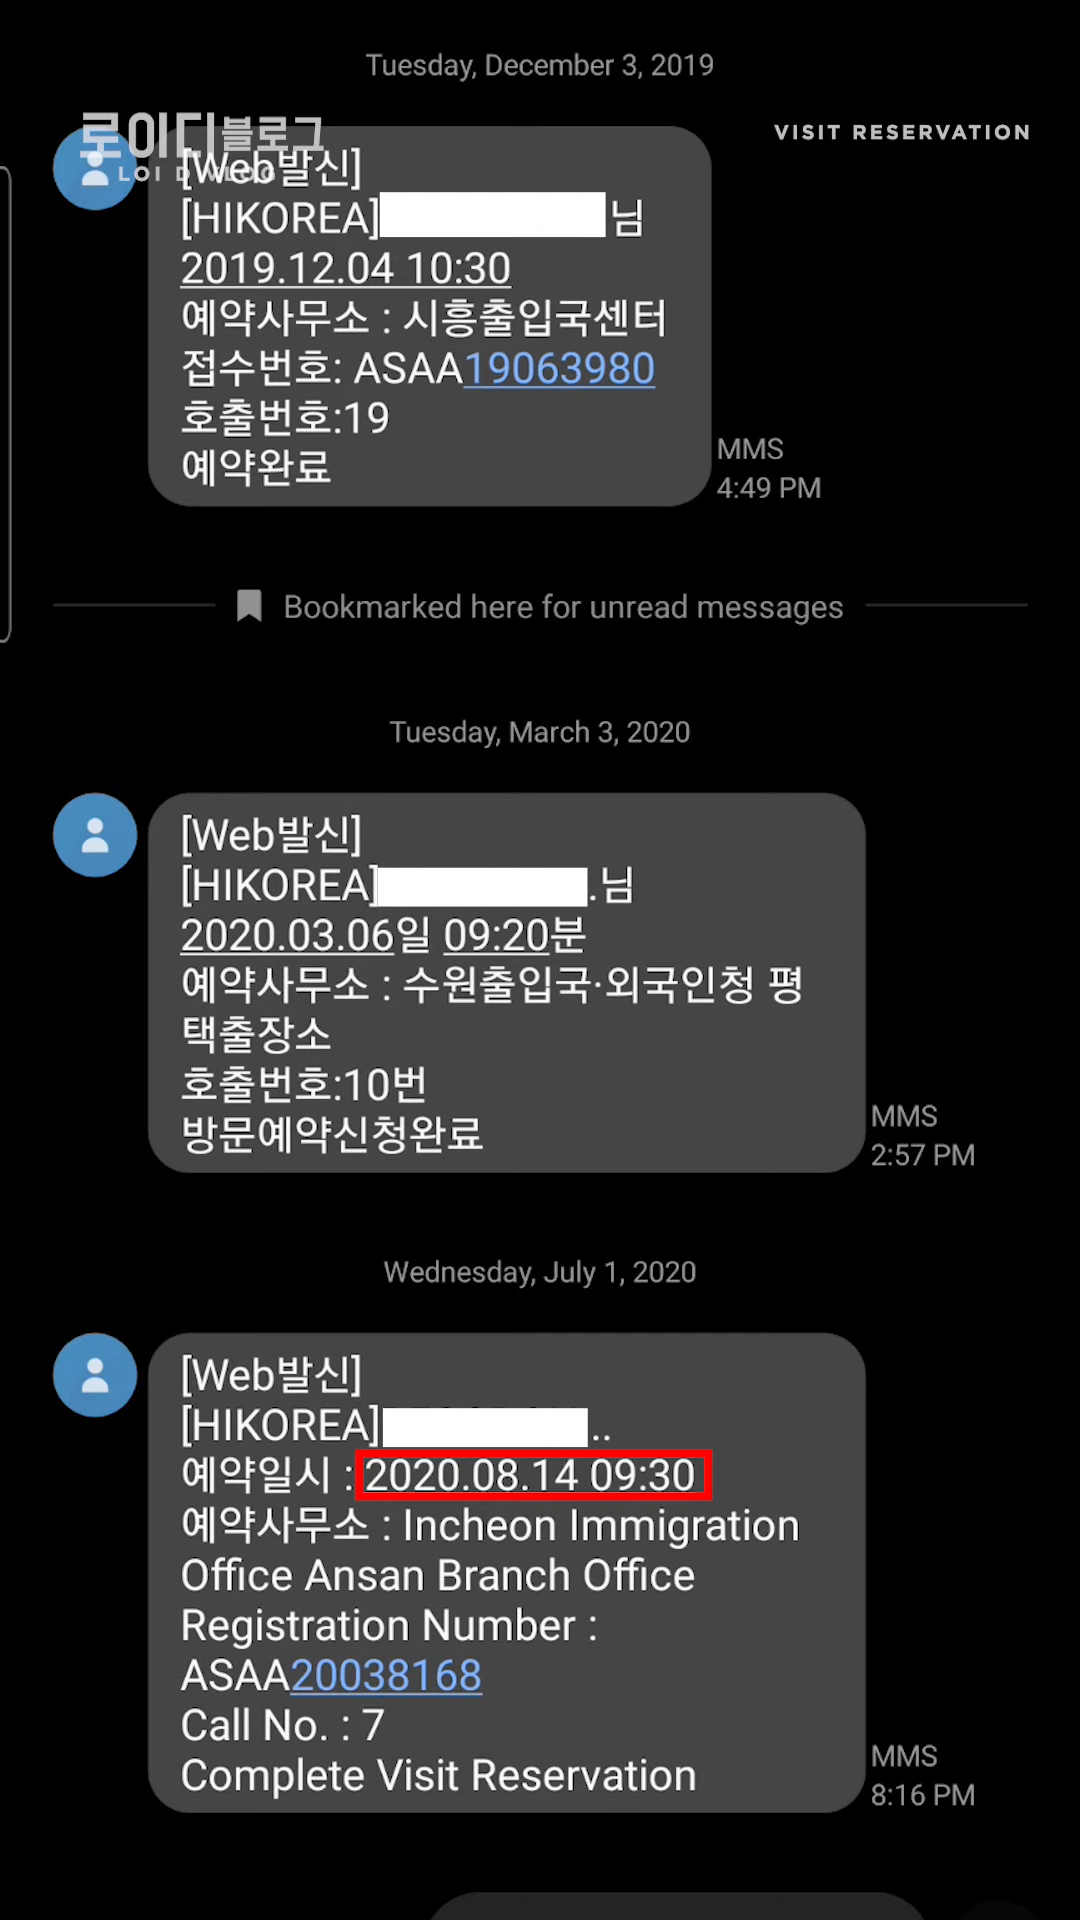 Tuesday, December 3, 2019
로이디블로그
LOI D VLOG
VISIT RESERVATION
[Web발신]
[HIKOREA] 님
2019.12.04 10:30
예약사무소 : 시흥출입국센터
접수번호: ASAA19063980
호출번호:19
예약완료
MMS
4:49 PM
Bookmarked here for unread messages
Tuesday, March 3, 2020
[Web발신]
[HIKOREA] .님
2020.03.06일 09:20분
예약사무소 : 수원출입국·외국인청 평
택출장소
호출번호:10번
방문예약신청완료
MMS
2:57 PM
Wednesday, July 1, 2020
[Web발신]
[HIKOREA] ..
예약일시 : 2020.08.14 09:30
예약사무소 : Incheon Immigration
Office Ansan Branch Office
Registration Number :
ASAA20038168
Call No. : 7
Complete Visit Reservation
MMS
8:16 PM